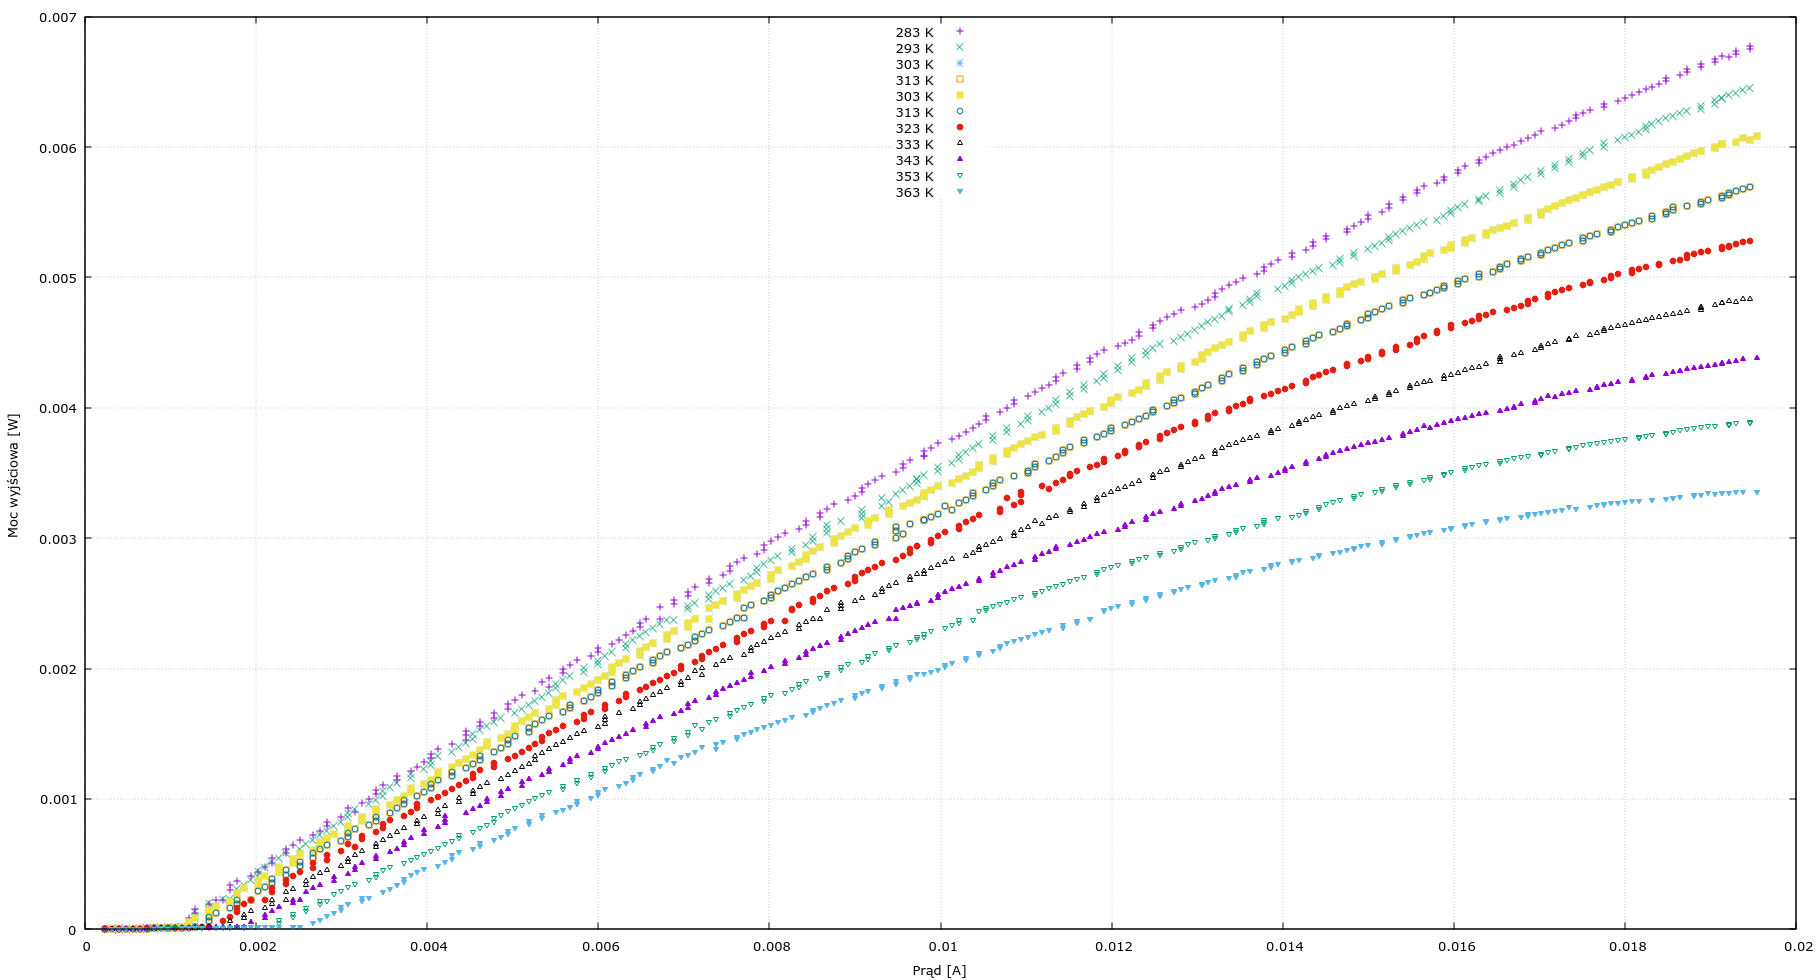 0.007
0.006
0.005
0.004
0.003
0.002
0.001
0
Moc wyjściowa [W]
283 K
293 K
303 K
313 K
303 K
313 K
323 K
333 K
343 K
353 K
363 K
0 0.002 0.004 0.006 0.008 0.01 0.012 0.014 0.016 0.018 0.02
Prąd [A]